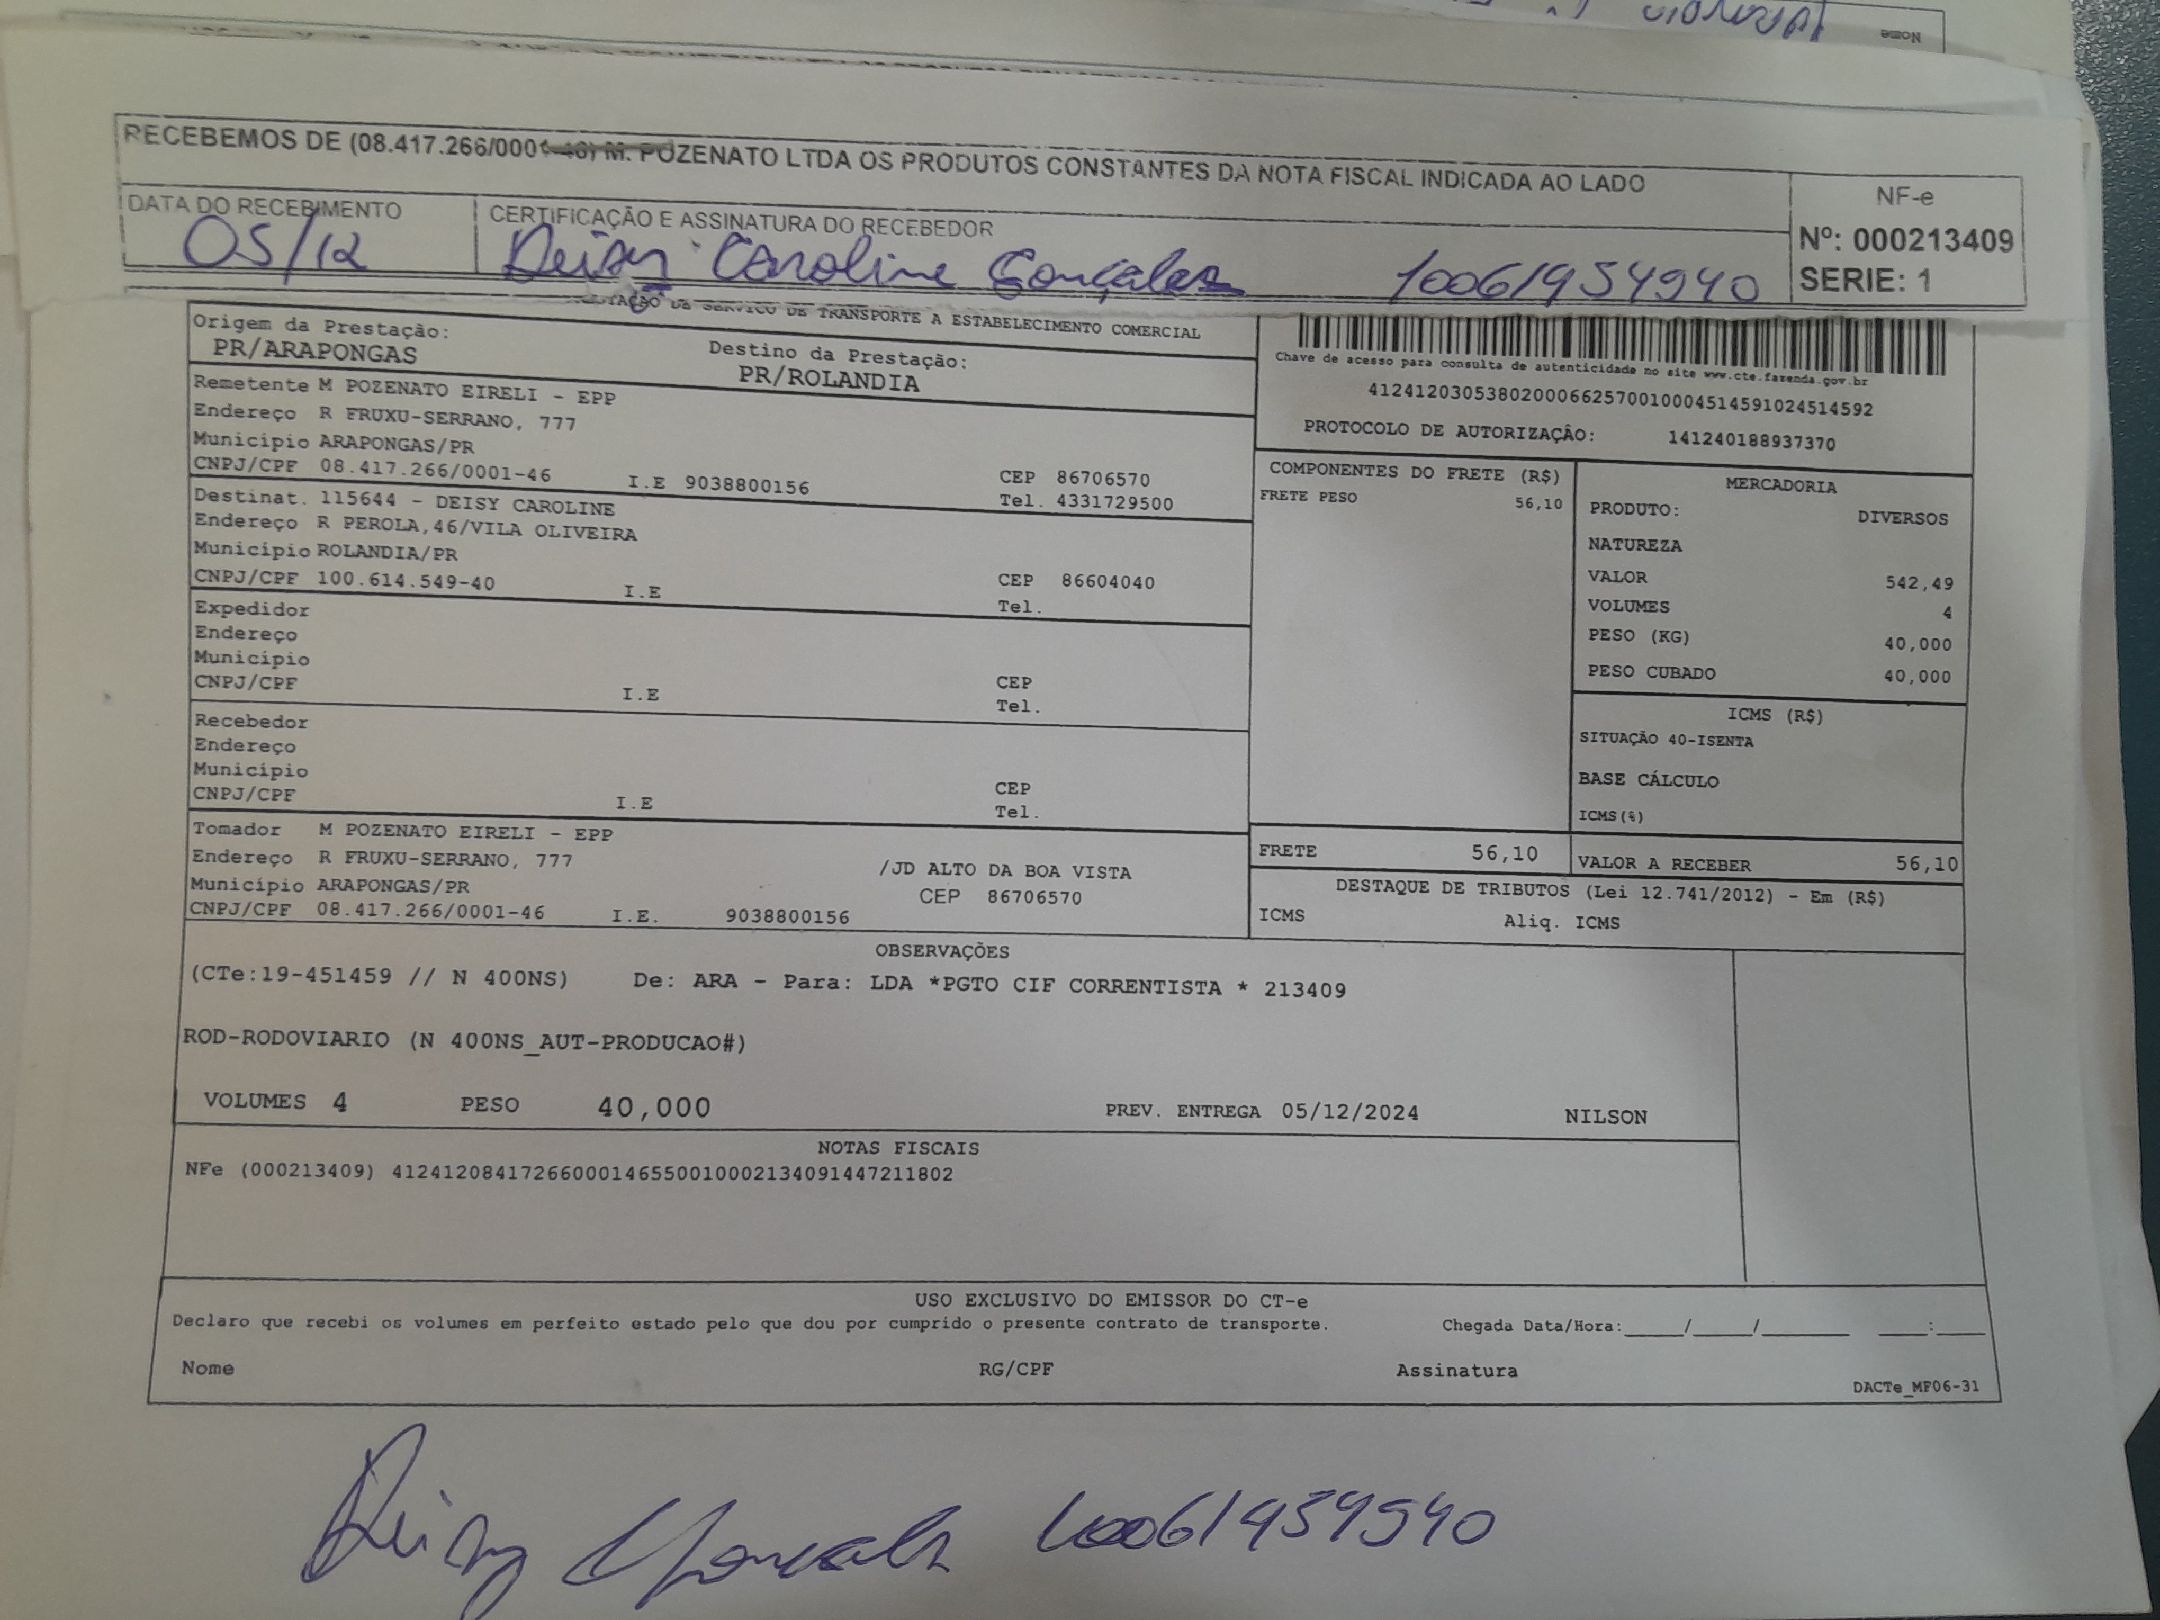 Nome
RECEBEMOS DE (08.417.266/0001-46) M. POZENATO LTDA OS PRODUTOS CONSTANTES DA NOTA FISCAL INDICADA AO LADO
DATA DO RECEBIMENTO
05/12
CERTIFICAÇÃO E ASSINATURA DO RECEBEDOR
Deisy Caroline Gonçales
NF-e
Nº: 000213409
SERIE: 1
DE SERVIÇO DE TRANSPORTE A ESTABELECIMENTO COMERCIAL
Origem da Prestação:
PR/ARAPONGAS
Destino da Prestação:
PR/ROLANDIA
Chave de acesso para consulta de autenticidade no site www.cte.fazenda.gov.br
41241203053802000662570010004514591024514592
PROTOCOLO DE AUTORIZAÇÂO: 141240188937370
Remetente M POZENATO EIRELI - EPP
Endereço R FRUXU-SERRANO, 777
Município ARAPONGAS/PR
CNPJ/CPF 08.417.266/0001-46 I.E 9038800156
CEP 86706570
Tel. 4331729500
Destinat. 115644 - DEISY CAROLINE
Endereço R PEROLA,46/VILA OLIVEIRA
Município ROLANDIA/PR
CNPJ/CPF 100.614.549-40 I.E
CEP 86604040
Tel.
Expedidor
Endereço
Município
CNPJ/CPF I.E
CEP
Tel.
Recebedor
Endereço
Município
CNPJ/CPF I.E
CEP
Tel.
Tomador M POZENATO EIRELI - EPP
Endereço R FRUXU-SERRANO, 777 /JD ALTO DA BOA VISTA
Município ARAPONGAS/PR CEP 86706570
CNPJ/CPF 08.417.266/0001-46 I.E. 9038800156
COMPONENTES DO FRETE (R$)
FRETE PESO 56,10
MERCADORIA
PRODUTO: DIVERSOS
NATUREZA
VALOR 542,49
VOLUMES 4
PESO (KG) 40,000
PESO CUBADO 40,000
ICMS (R$)
SITUAÇÃO 40-ISENTA
BASE CÁLCULO
ICMS(%)
FRETE 56,10
VALOR A RECEBER 56,10
DESTAQUE DE TRIBUTOS (Lei 12.741/2012) - Em (R$)
ICMS Aliq. ICMS
OBSERVAÇÕES
(CTe:19-451459 // N 400NS) De: ARA - Para: LDA *PGTO CIF CORRENTISTA * 213409
ROD-RODOVIARIO (N 400NS_AUT-PRODUCAO#)
VOLUMES 4 PESO 40,000 PREV. ENTREGA 05/12/2024 NILSON
NOTAS FISCAIS
NFe (000213409) 41241208417266000146550010002134091447211802
USO EXCLUSIVO DO EMISSOR DO CT-e
Declaro que recebi os volumes em perfeito estado pelo que dou por cumprido o presente contrato de transporte. Chegada Data/Hora:_____/_____/_______ ____:____
Nome RG/CPF Assinatura
DACTe_MF06-31
Deisy Gonçales